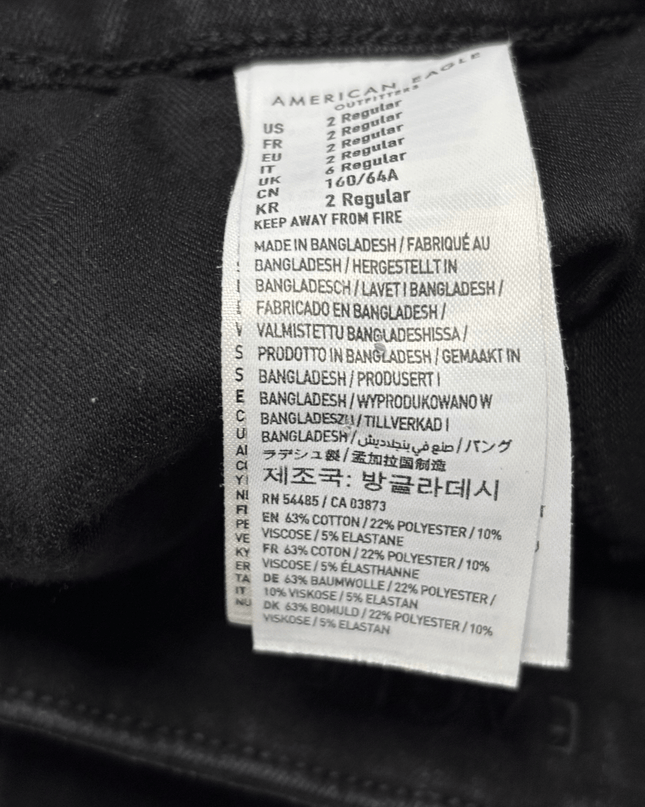 AMERICAN EAGLE
OUTFITTERS
US 2 Regular
FR 2 Regular
EU 2 Regular
IT 2 Regular
UK 6 Regular
CN 160/64A
KR 2 Regular
KEEP AWAY FROM FIRE
MADE IN BANGLADESH / FABRIQUÉ AU
BANGLADESH / HERGESTELLT IN
BANGLADESCH / LAVET I BANGLADESH /
FABRICADO EN BANGLADESH /
VALMISTETTU BANGLADESHISSA /
PRODOTTO IN BANGLADESH / GEMAAKT IN
BANGLADESH / PRODUSERT I
BANGLADESH / WYPRODUKOWANO W
BANGLADESZU / TILLVERKAD I
BANGLADESH / صنع في بنجلاديش / バング
ラデシュ製 / 孟加拉国制造
제조국: 방글라데시
RN 54485 / CA 03873
EN 63% COTTON / 22% POLYESTER / 10%
VISCOSE / 5% ELASTANE
FR 63% COTON / 22% POLYESTER / 10%
VISCOSE / 5% ÉLASTHANNE
DE 63% BAUMWOLLE / 22% POLYESTER /
10% VISKOSE / 5% ELASTAN
DK 63% BOMULD / 22% POLYESTER / 10%
VISKOSE / 5% ELASTAN